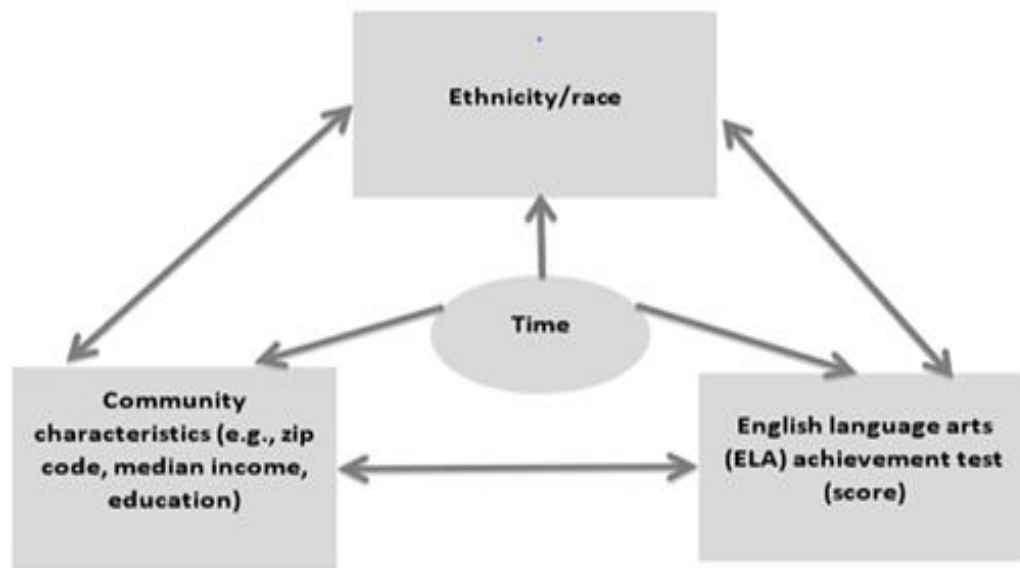 Ethnicity/race
Time
Community
characteristics (e.g., zip
code, median income,
education)
English language arts
(ELA) achievement test
(score)